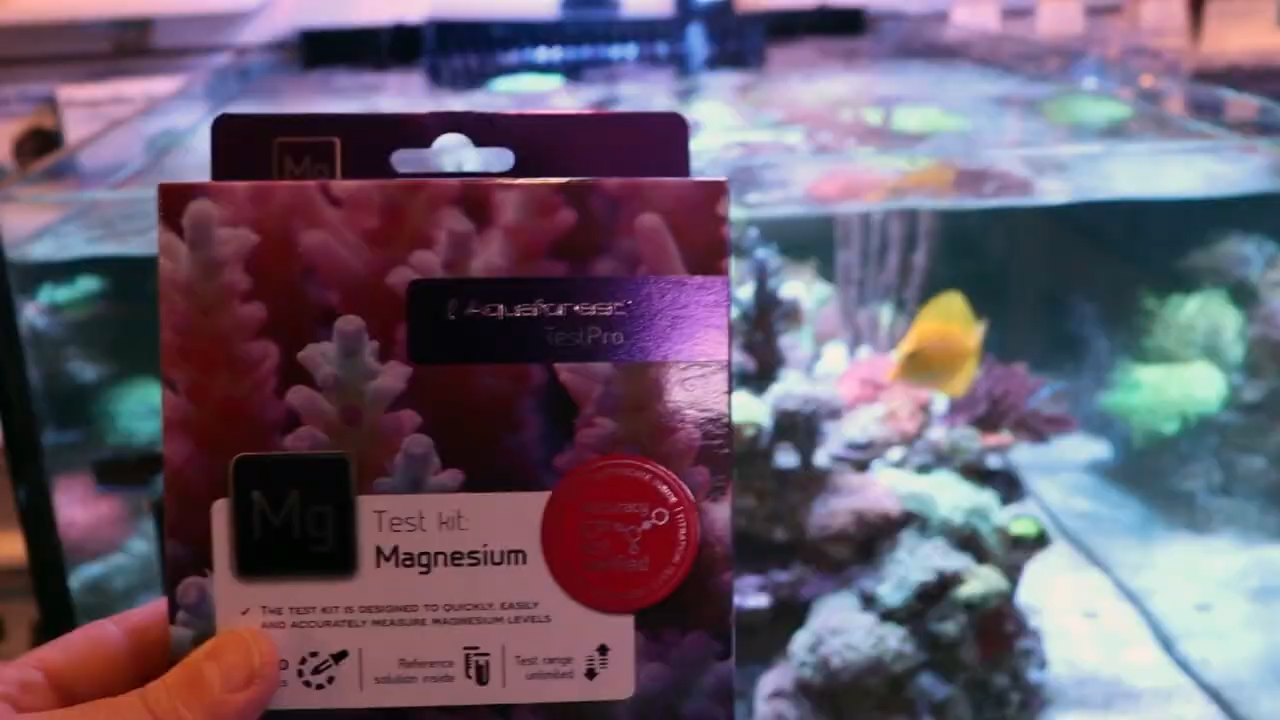 Mg
Aquaforest
TestPro
Mg
Test kit:
Magnesium
✓ THE TEST KIT IS DESIGNED TO QUICKLY, EASILY
AND ACCURATELY MEASURE MAGNESIUM LEVELS
Reference
solution inside
Test range
unlimited